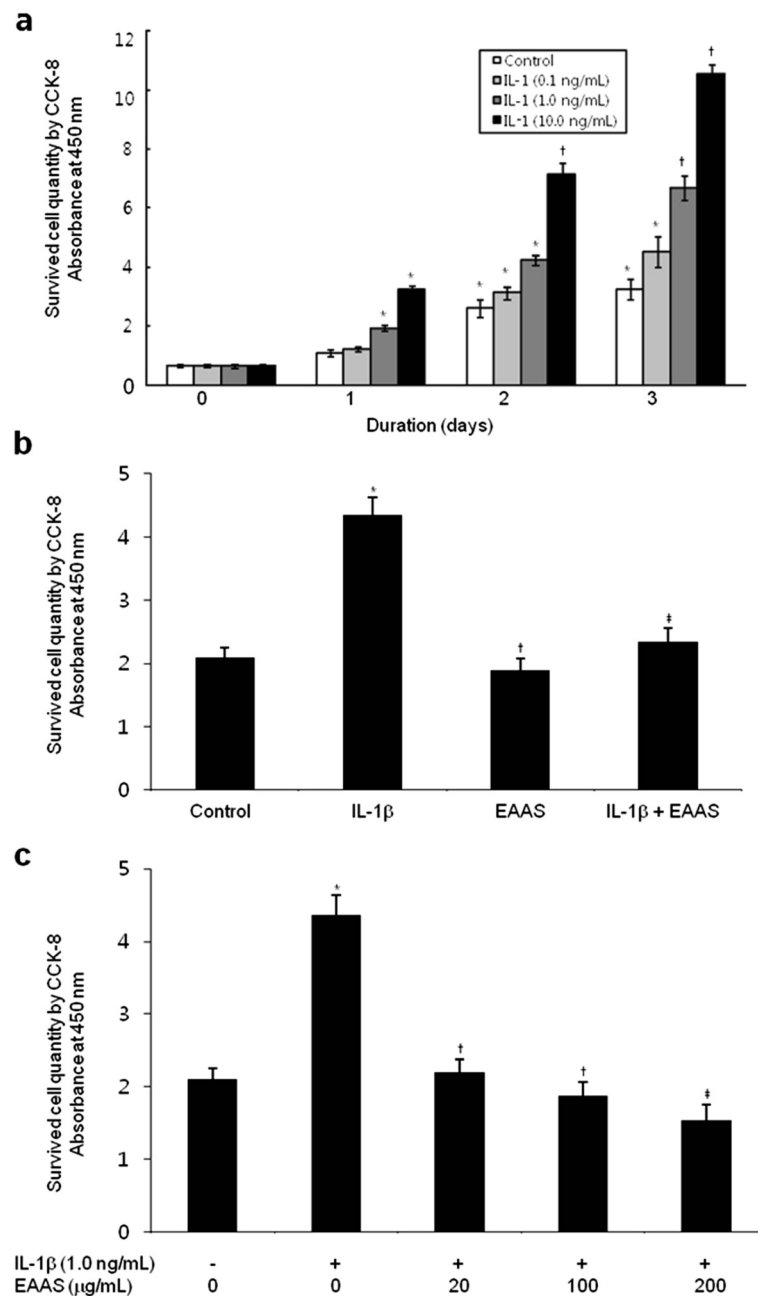 a
Survived cell quantity by CCK-8
Absorbance at 450 nm
12
10
8
6
4
2
0
Control
IL-1 (0.1 ng/mL)
IL-1 (1.0 ng/mL)
IL-1 (10.0 ng/mL)
* * * * * † * * † †
0 1 2 3
Duration (days)
b
Survived cell quantity by CCK-8
Absorbance at 450 nm
5
4
3
2
1
0
* † ‡
Control IL-1β EAAS IL-1β + EAAS
c
Survived cell quantity by CCK-8
Absorbance at 450 nm
5
4
3
2
1
0
* † † ‡
IL-1β (1.0 ng/mL) - + + + +
EAAS (μg/mL) 0 0 20 100 200